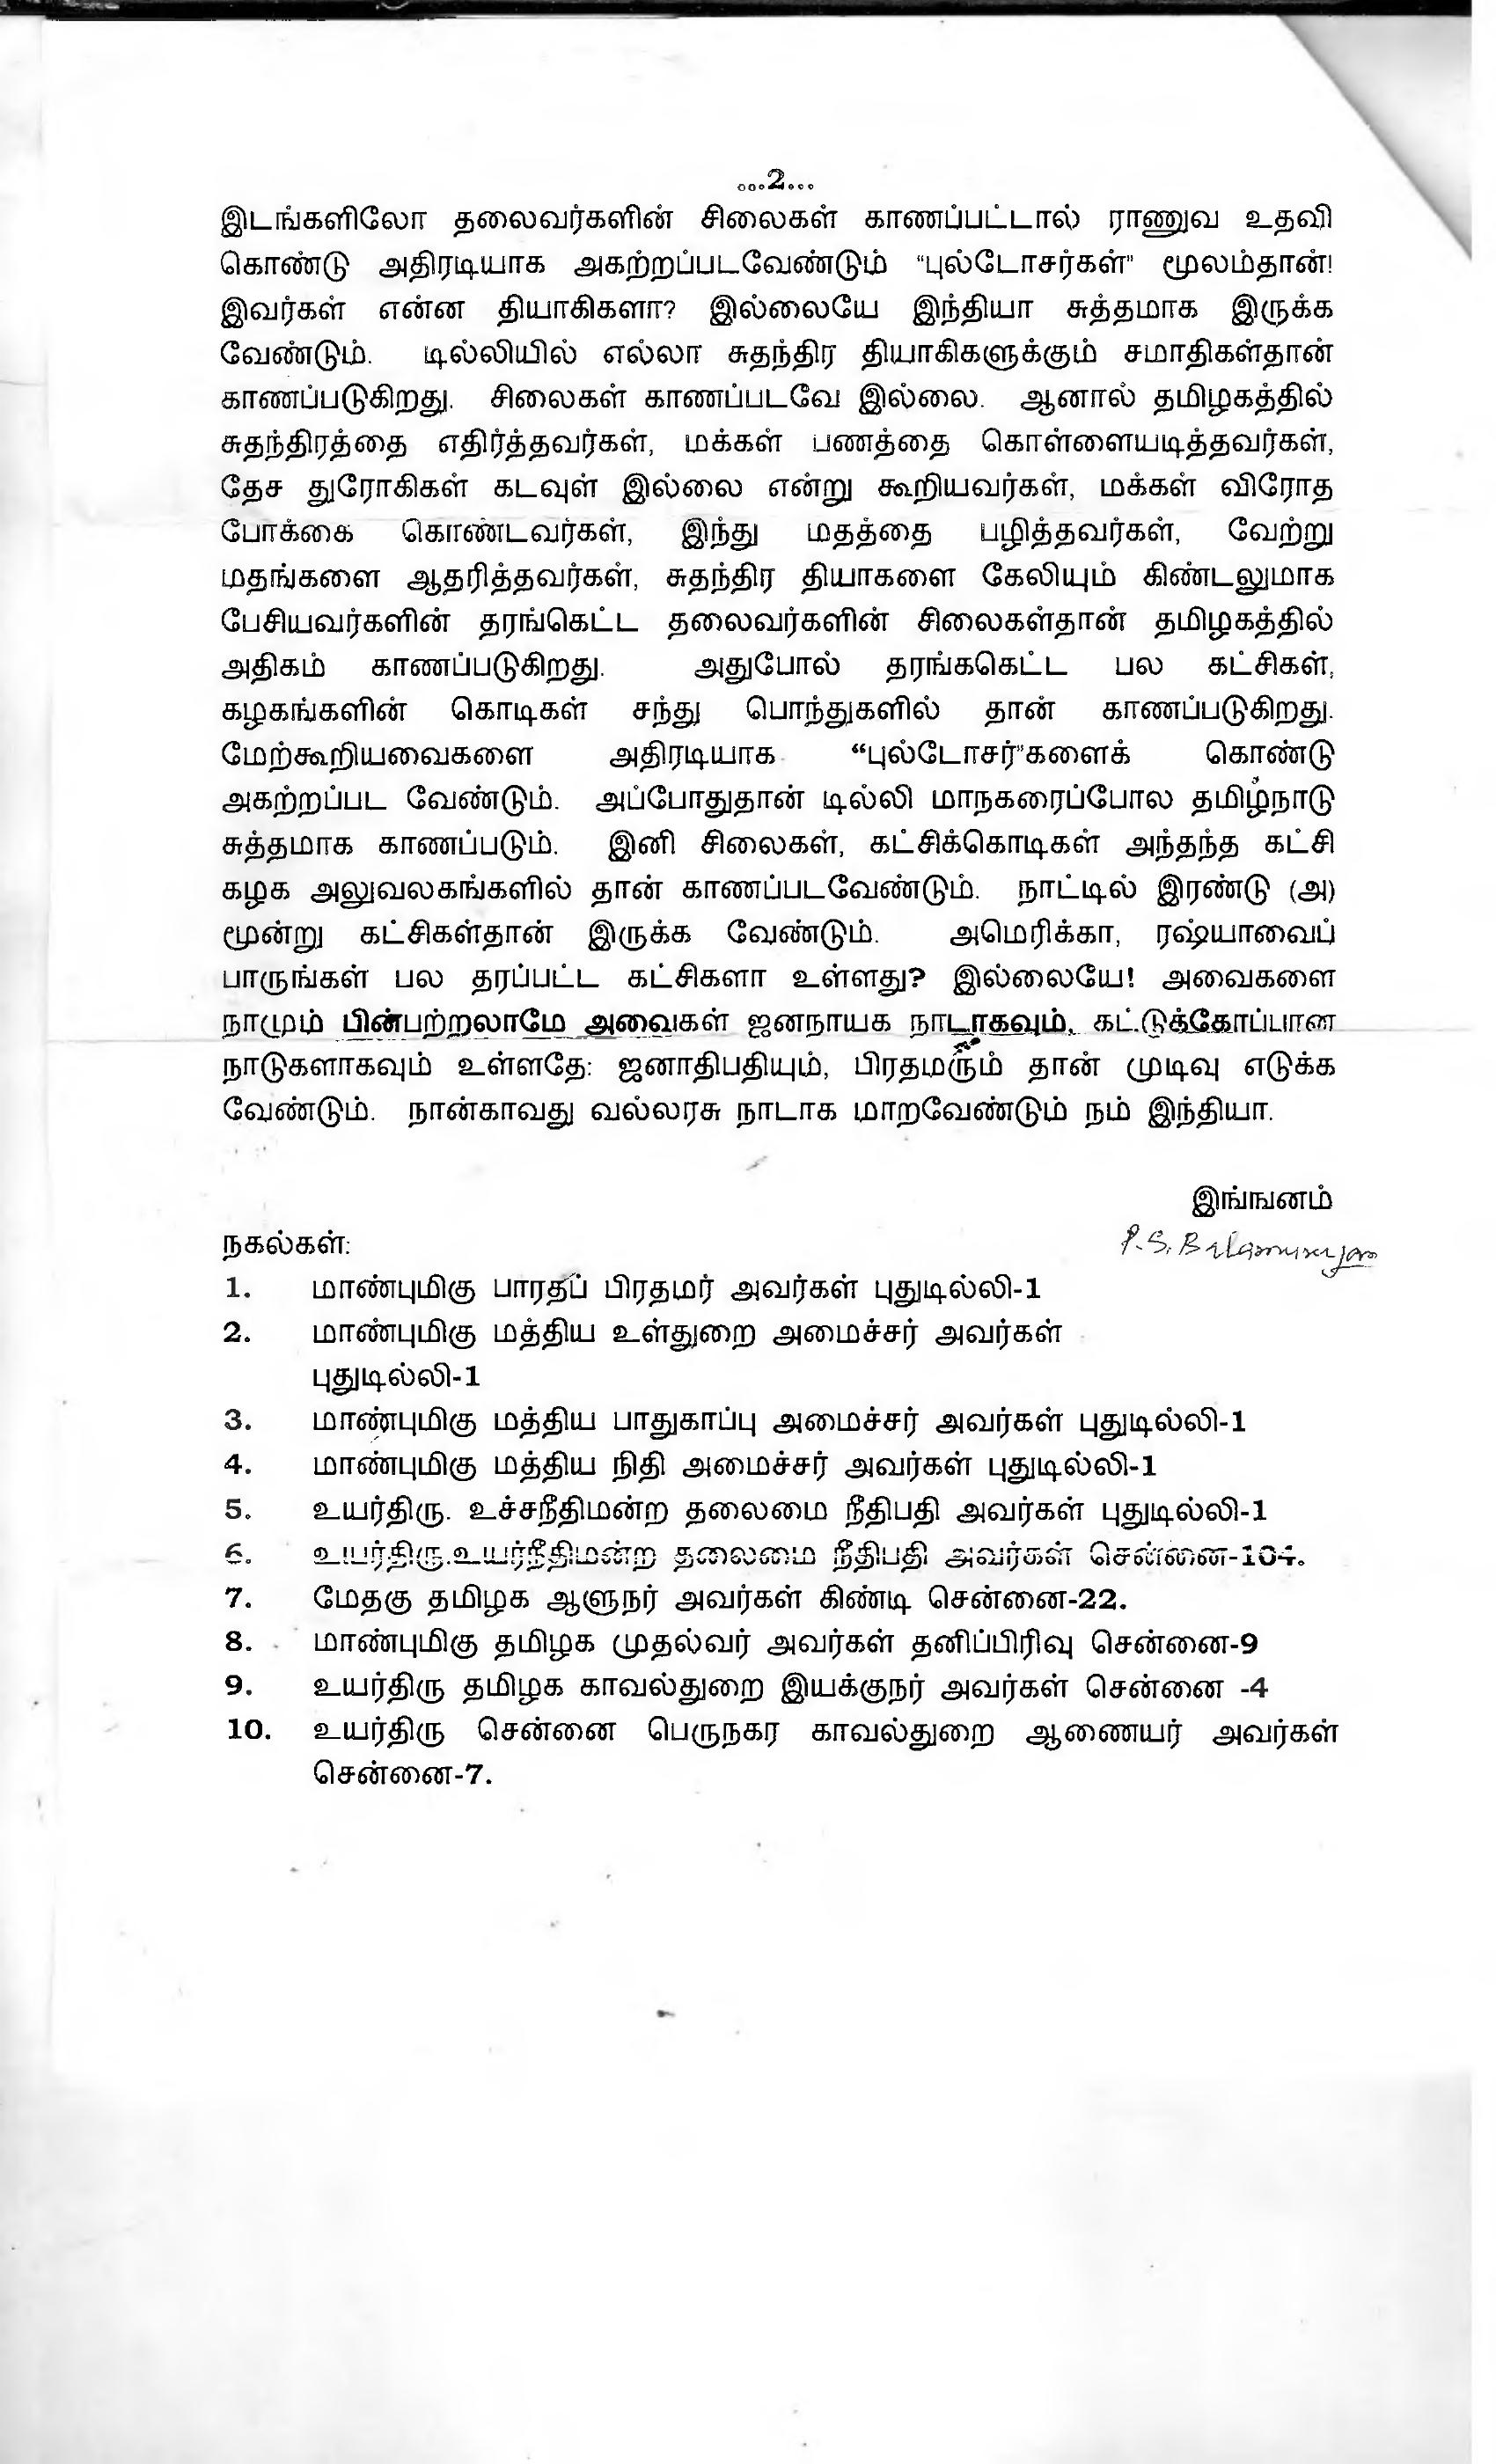 ...2...
இடங்களிலோ தலைவர்களின் சிலைகள் காணப்பட்டால் ராணுவ உதவி
கொண்டு அதிரடியாக அகற்றப்படவேண்டும் “புல்டோசர்கள்” மூலம்தான்!
இவர்கள் என்ன தியாகிகளா? இல்லையே இந்தியா சுத்தமாக இருக்க
வேண்டும். டில்லியில் எல்லா சுதந்திர தியாகிகளுக்கும் சமாதிகள்தான்
காணப்படுகிறது. சிலைகள் காணப்படவே இல்லை. ஆனால் தமிழகத்தில்
சுதந்திரத்தை எதிர்த்தவர்கள், மக்கள் பணத்தை கொள்ளையடித்தவர்கள்,
தேச துரோகிகள் கடவுள் இல்லை என்று கூறியவர்கள், மக்கள் விரோத
போக்கை கொண்டவர்கள், இந்து மதத்தை பழித்தவர்கள், வேற்று
மதங்களை ஆதரித்தவர்கள், சுதந்திர தியாகளை கேலியும் கிண்டலுமாக
பேசியவர்களின் தரங்கெட்ட தலைவர்களின் சிலைகள்தான் தமிழகத்தில்
அதிகம் காணப்படுகிறது. அதுபோல் தரங்ககெட்ட பல கட்சிகள்,
கழகங்களின் கொடிகள் சந்து பொந்துகளில் தான் காணப்படுகிறது.
மேற்கூறியவைகளை அதிரடியாக “புல்டோசர்”களைக் கொண்டு
அகற்றப்பட வேண்டும். அப்போதுதான் டில்லி மாநகரைப்போல தமிழ்நாடு
சுத்தமாக காணப்படும். இனி சிலைகள், கட்சிக்கொடிகள் அந்தந்த கட்சி
கழக அலுவலகங்களில் தான் காணப்படவேண்டும். நாட்டில் இரண்டு (அ)
மூன்று கட்சிகள்தான் இருக்க வேண்டும். அமெரிக்கா, ரஷ்யாவைப்
பாருங்கள் பல தரப்பட்ட கட்சிகளா உள்ளது? இல்லையே! அவைகளை
நாமும் பின்பற்றலாமே அவைகள் ஜனநாயக நாடாகவும், கட்டுக்கோப்பான
நாடுகளாகவும் உள்ளதே: ஜனாதிபதியும், பிரதமரும் தான் முடிவு எடுக்க
வேண்டும். நான்காவது வல்லரசு நாடாக மாறவேண்டும் நம் இந்தியா.
இங்ஙனம்
P.S. Balamurugan
நகல்கள்:
1. மாண்புமிகு பாரதப் பிரதமர் அவர்கள் புதுடில்லி-1
2. மாண்புமிகு மத்திய உள்துறை அமைச்சர் அவர்கள்
புதுடில்லி-1
3. மாண்புமிகு மத்திய பாதுகாப்பு அமைச்சர் அவர்கள் புதுடில்லி-1
4. மாண்புமிகு மத்திய நிதி அமைச்சர் அவர்கள் புதுடில்லி-1
5. உயர்திரு. உச்சநீதிமன்ற தலைமை நீதிபதி அவர்கள் புதுடில்லி-1
6. உயர்திரு.உயர்நீதிமன்ற தலைமை நீதிபதி அவர்கள் சென்னை-104.
7. மேதகு தமிழக ஆளுநர் அவர்கள் கிண்டி சென்னை-22.
8. மாண்புமிகு தமிழக முதல்வர் அவர்கள் தனிப்பிரிவு சென்னை-9
9. உயர்திரு தமிழக காவல்துறை இயக்குநர் அவர்கள் சென்னை -4
10. உயர்திரு சென்னை பெருநகர காவல்துறை ஆணையர் அவர்கள்
சென்னை-7.